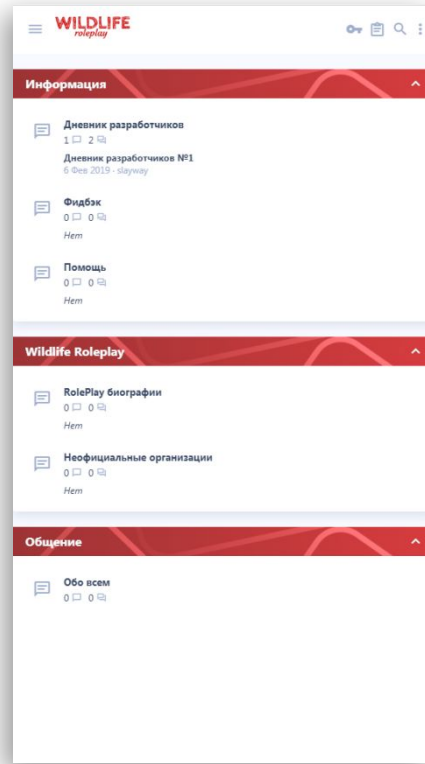 WILDLIFE
roleplay
Информация
Дневник разработчиков
1 2
Дневник разработчиков №1
6 Фев 2019 - slayway
Фидбэк
0 0
Нет
Помощь
0 0
Нет
Wildlife Roleplay
RolePlay биографии
0 0
Нет
Неофициальные организации
0 0
Нет
Общение
Обо всем
0 0